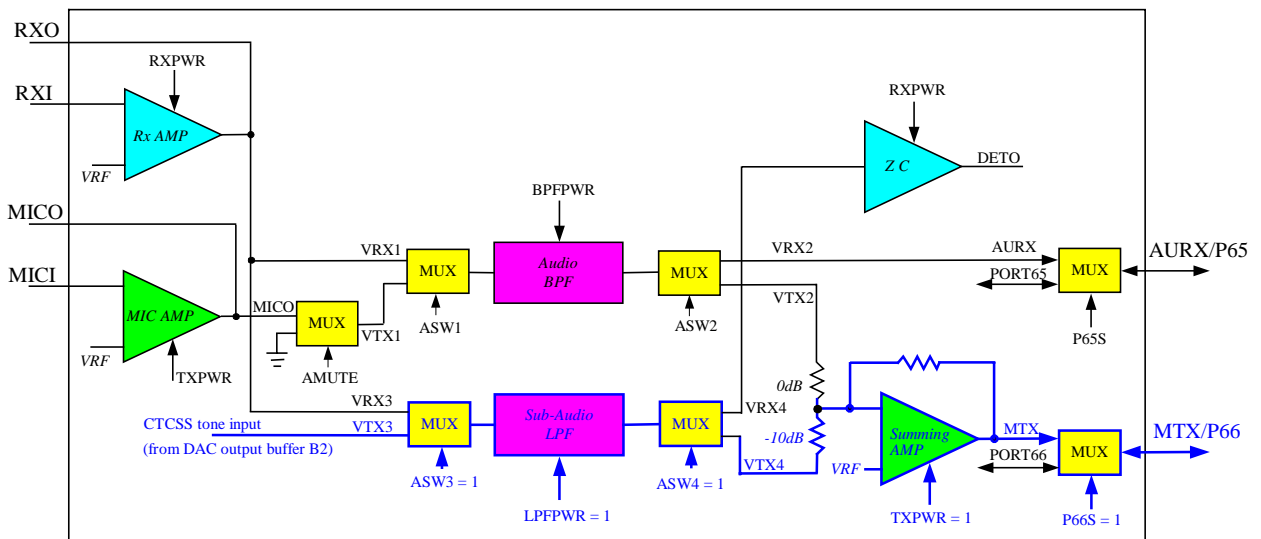 RXO
RXPWR
RXI
Rx AMP
VRF
RXPWR
Z C
DETO
MICO
BPFPWR
VRX1
MUX
Audio
BPF
MUX
VRX2
AURX
MUX
AURX/P65
PORT65
MICI
MIC AMP
MICO
MUX
VTX1
ASW1
ASW2
VTX2
P65S
VRF
TXPWR
AMUTE
0dB
VRX3
CTCSS tone input
VTX3
(from DAC output buffer B2)
MUX
Sub-Audio
LPF
MUX
VRX4
-10dB
VTX4
Summing
AMP
VRF
MTX
MUX
MTX/P66
PORT66
ASW3 = 1
LPFPWR = 1
ASW4 = 1
TXPWR = 1
P66S = 1